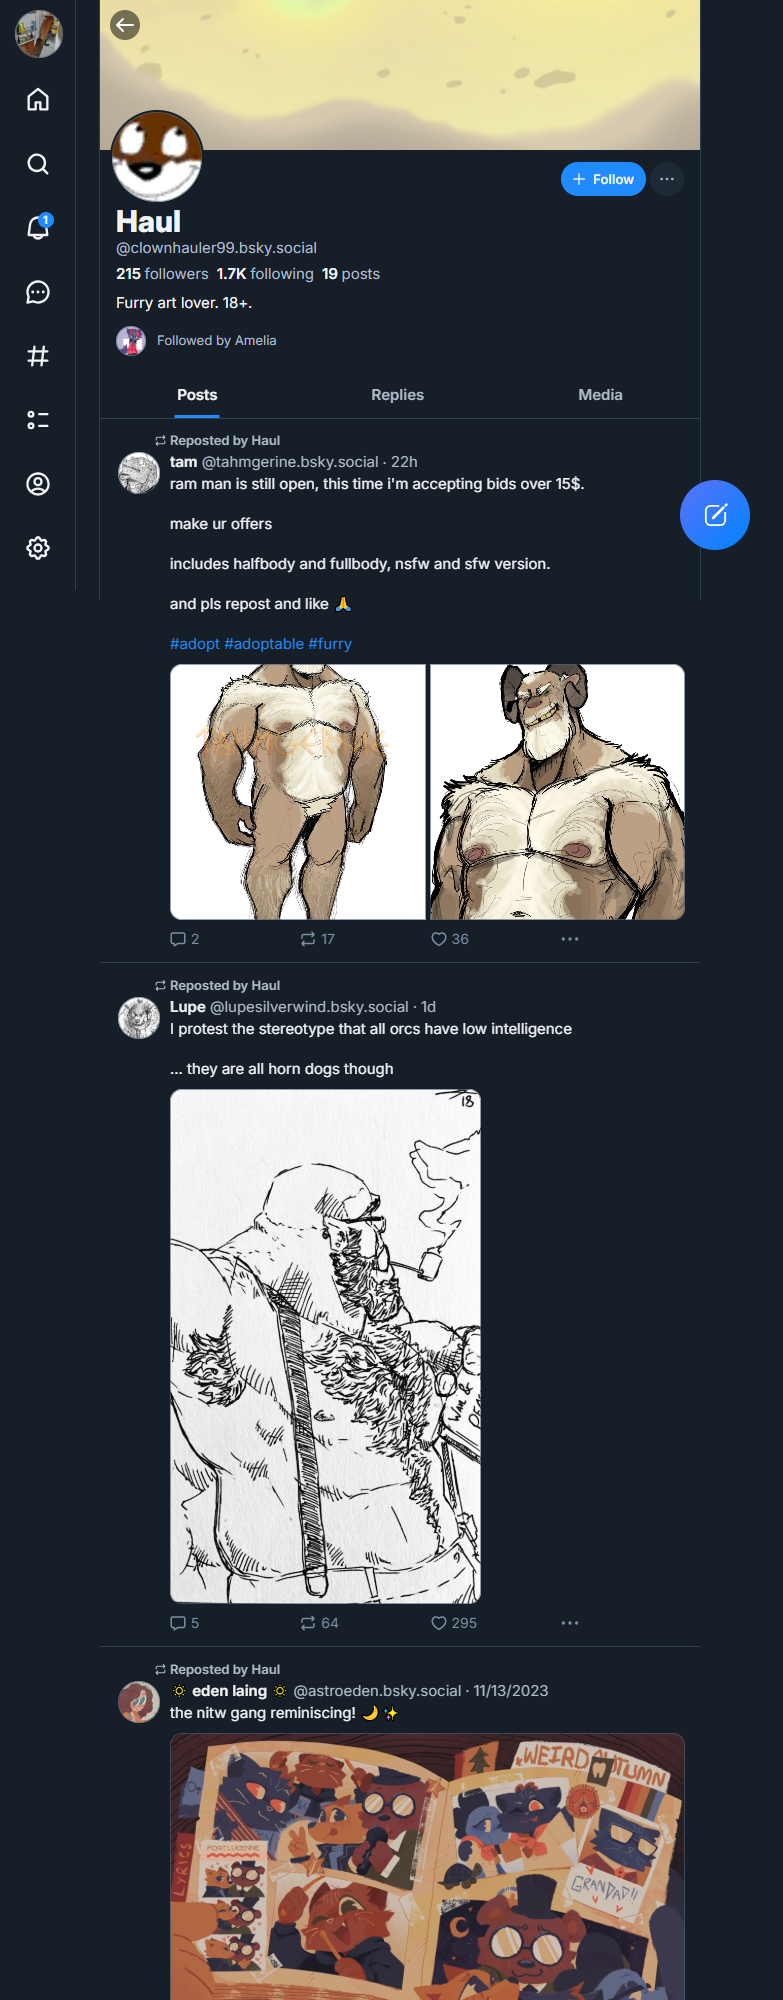 1
+ Follow
Haul
@clownhauler99.bsky.social
215 followers 1.7K following 19 posts
Furry art lover. 18+.
Followed by Amelia
Posts Replies Media
Reposted by Haul
tam @tahmgerine.bsky.social · 22h
ram man is still open, this time i'm accepting bids over 15$.
make ur offers
includes halfbody and fullbody, nsfw and sfw version.
and pls repost and like 🙏
#adopt #adoptable #furry
TAHMGERINE
2 17 36
Reposted by Haul
Lupe @lupesilverwind.bsky.social · 1d
I protest the stereotype that all orcs have low intelligence
... they are all horn dogs though
18
5 64 295
Reposted by Haul
🔅 eden laing 🔅 @astroeden.bsky.social · 11/13/2023
the nitw gang reminiscing! 🌙 ✨
WEIRD AUTUMN
LYRICS
FORT LUCENNE
GRANDAD!!